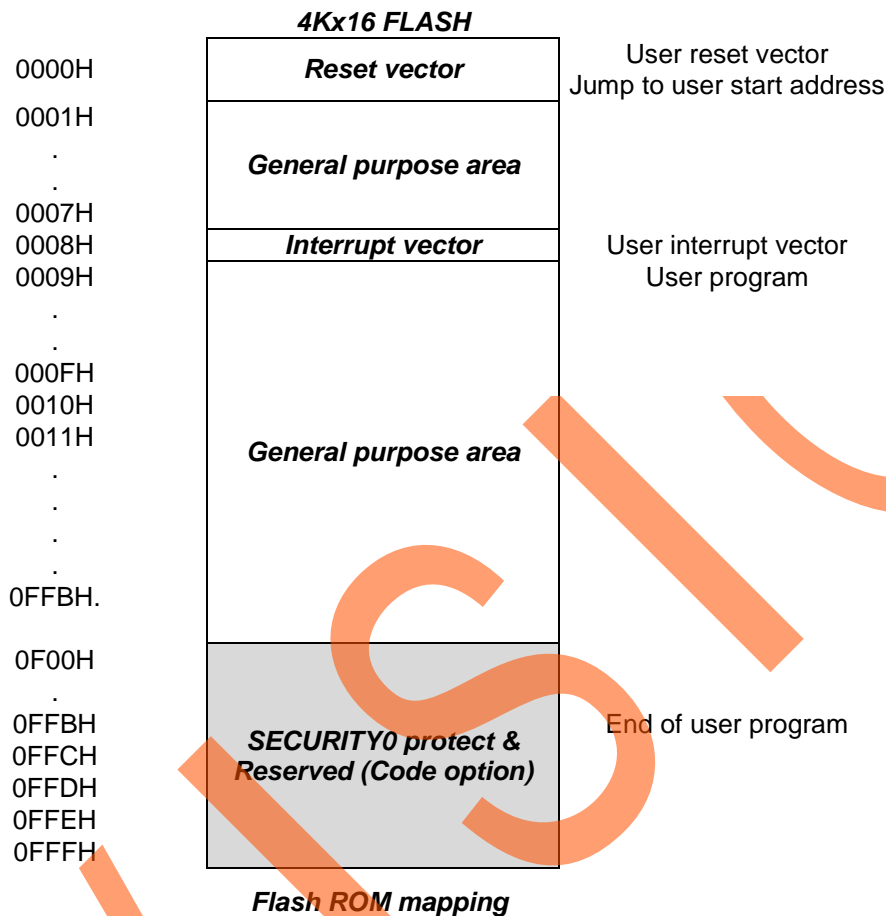 4Kx16 FLASH
0000H Reset vector User reset vector
Jump to user start address
0001H
.
General purpose area
.
0007H
0008H Interrupt vector User interrupt vector
0009H User program
.
.
000FH
0010H
0011H
General purpose area
.
.
.
.
0FFBH.
0F00H
.
0FFBH End of user program
SECURITY0 protect &
0FFCH
Reserved (Code option)
0FFDH
0FFEH
0FFFH
Flash ROM mapping